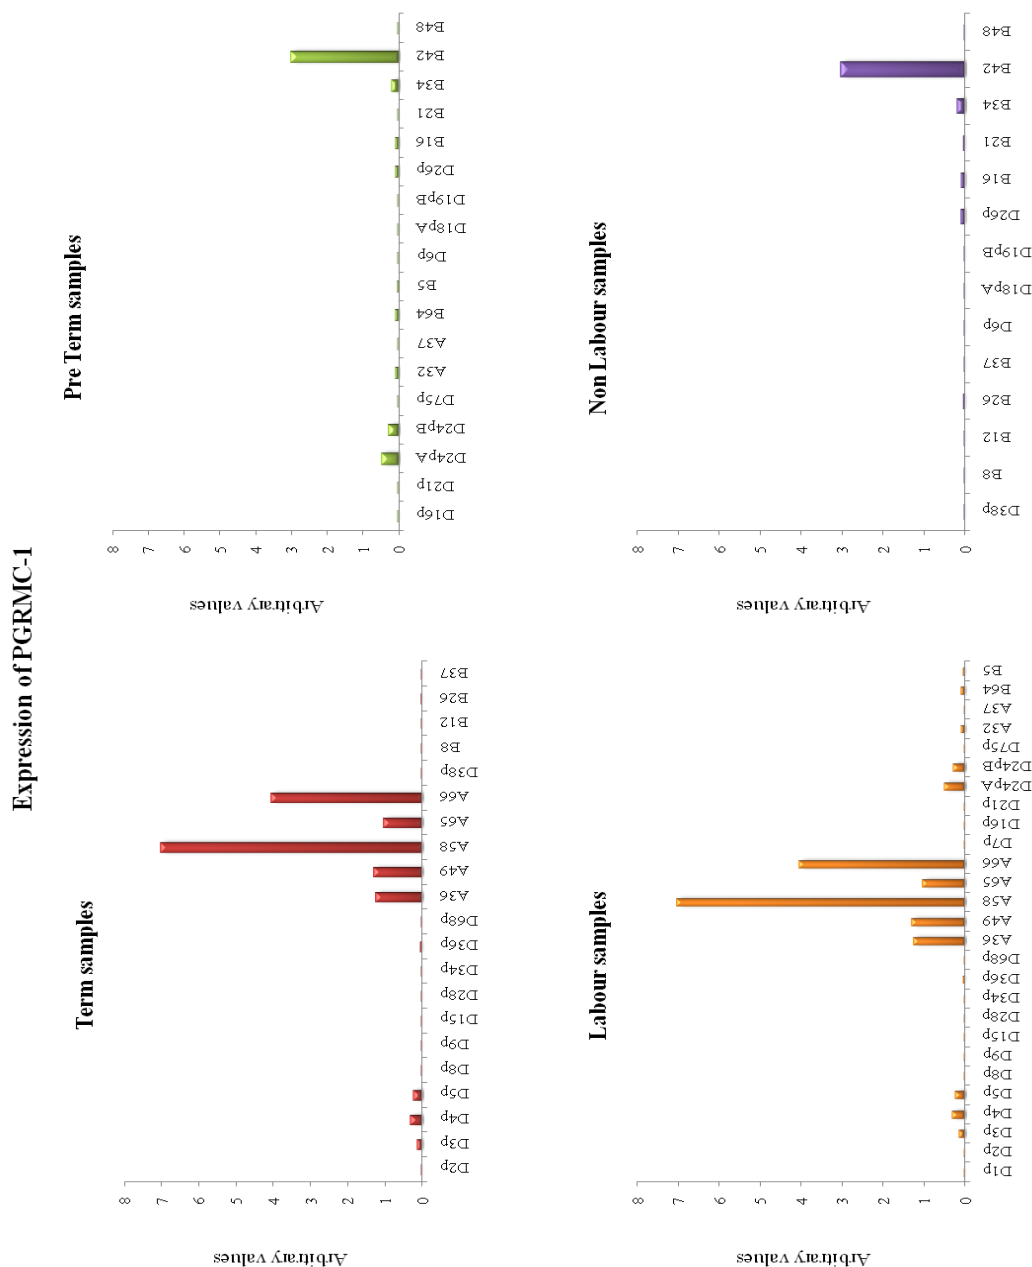 Expression of PGRMC-1
Term samples
Arbitrary values
8
7
6
5
4
3
2
1
0
D2p
D3p
D4p
D5p
D8p
D9p
D15p
D28p
D34p
D36p
D68p
A36
A49
A58
A65
A66
D38p
B8
B12
B26
B37
Pre Term samples
Arbitrary values
8
7
6
5
4
3
2
1
0
D16p
D21p
D24pA
D24pB
D75p
A32
A37
B64
B5
D6p
D18pA
D19pB
D26p
B16
B21
B34
B42
B48
Labour samples
Arbitrary values
8
7
6
5
4
3
2
1
0
D1p
D2p
D3p
D4p
D5p
D8p
D9p
D15p
D28p
D34p
D36p
D68p
A36
A49
A58
A65
A66
D7p
D16p
D21p
D24pA
D24pB
D75p
A32
A37
B64
B5
Non Labour samples
Arbitrary values
8
7
6
5
4
3
2
1
0
D38p
B8
B12
B26
B37
D6p
D18pA
D19pB
D26p
B16
B21
B34
B42
B48